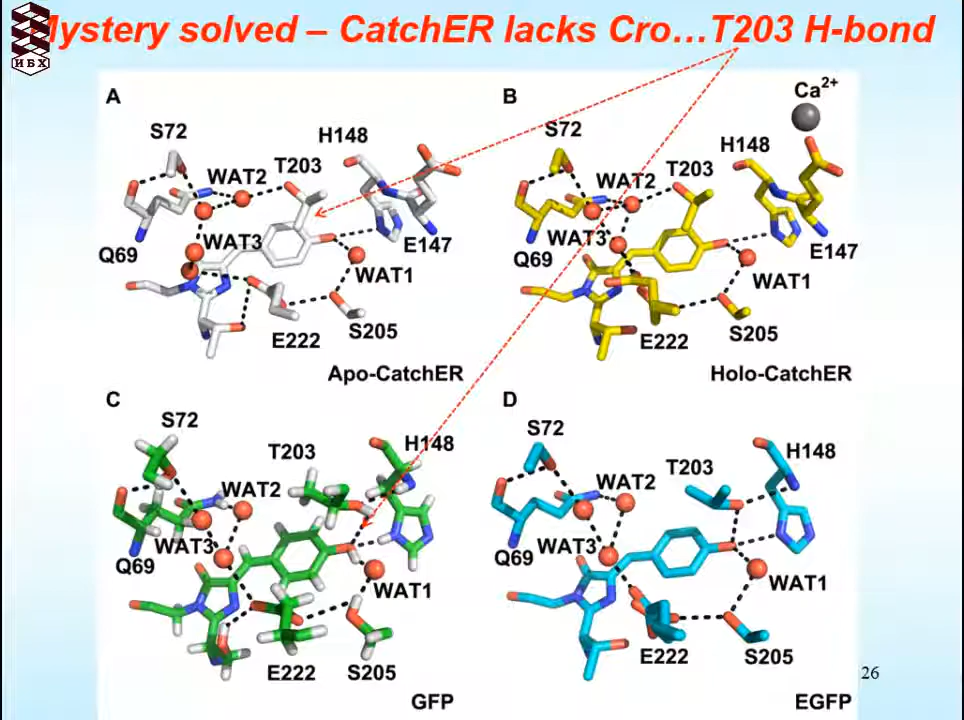 Mystery solved – CatchER lacks Cro…T203 H-bond
ИБХ
A
S72
H148
WAT2
T203
Q69
WAT3
E147
WAT1
E222
S205
Apo-CatchER
B
Ca2+
S72
H148
WAT2
T203
WAT3
Q69
E147
WAT1
E222
S205
Holo-CatchER
C
S72
T203
H148
WAT2
WAT3
Q69
WAT1
E222
S205
GFP
D
S72
H148
T203
WAT2
WAT3
Q69
WAT1
E222
S205
EGFP
26